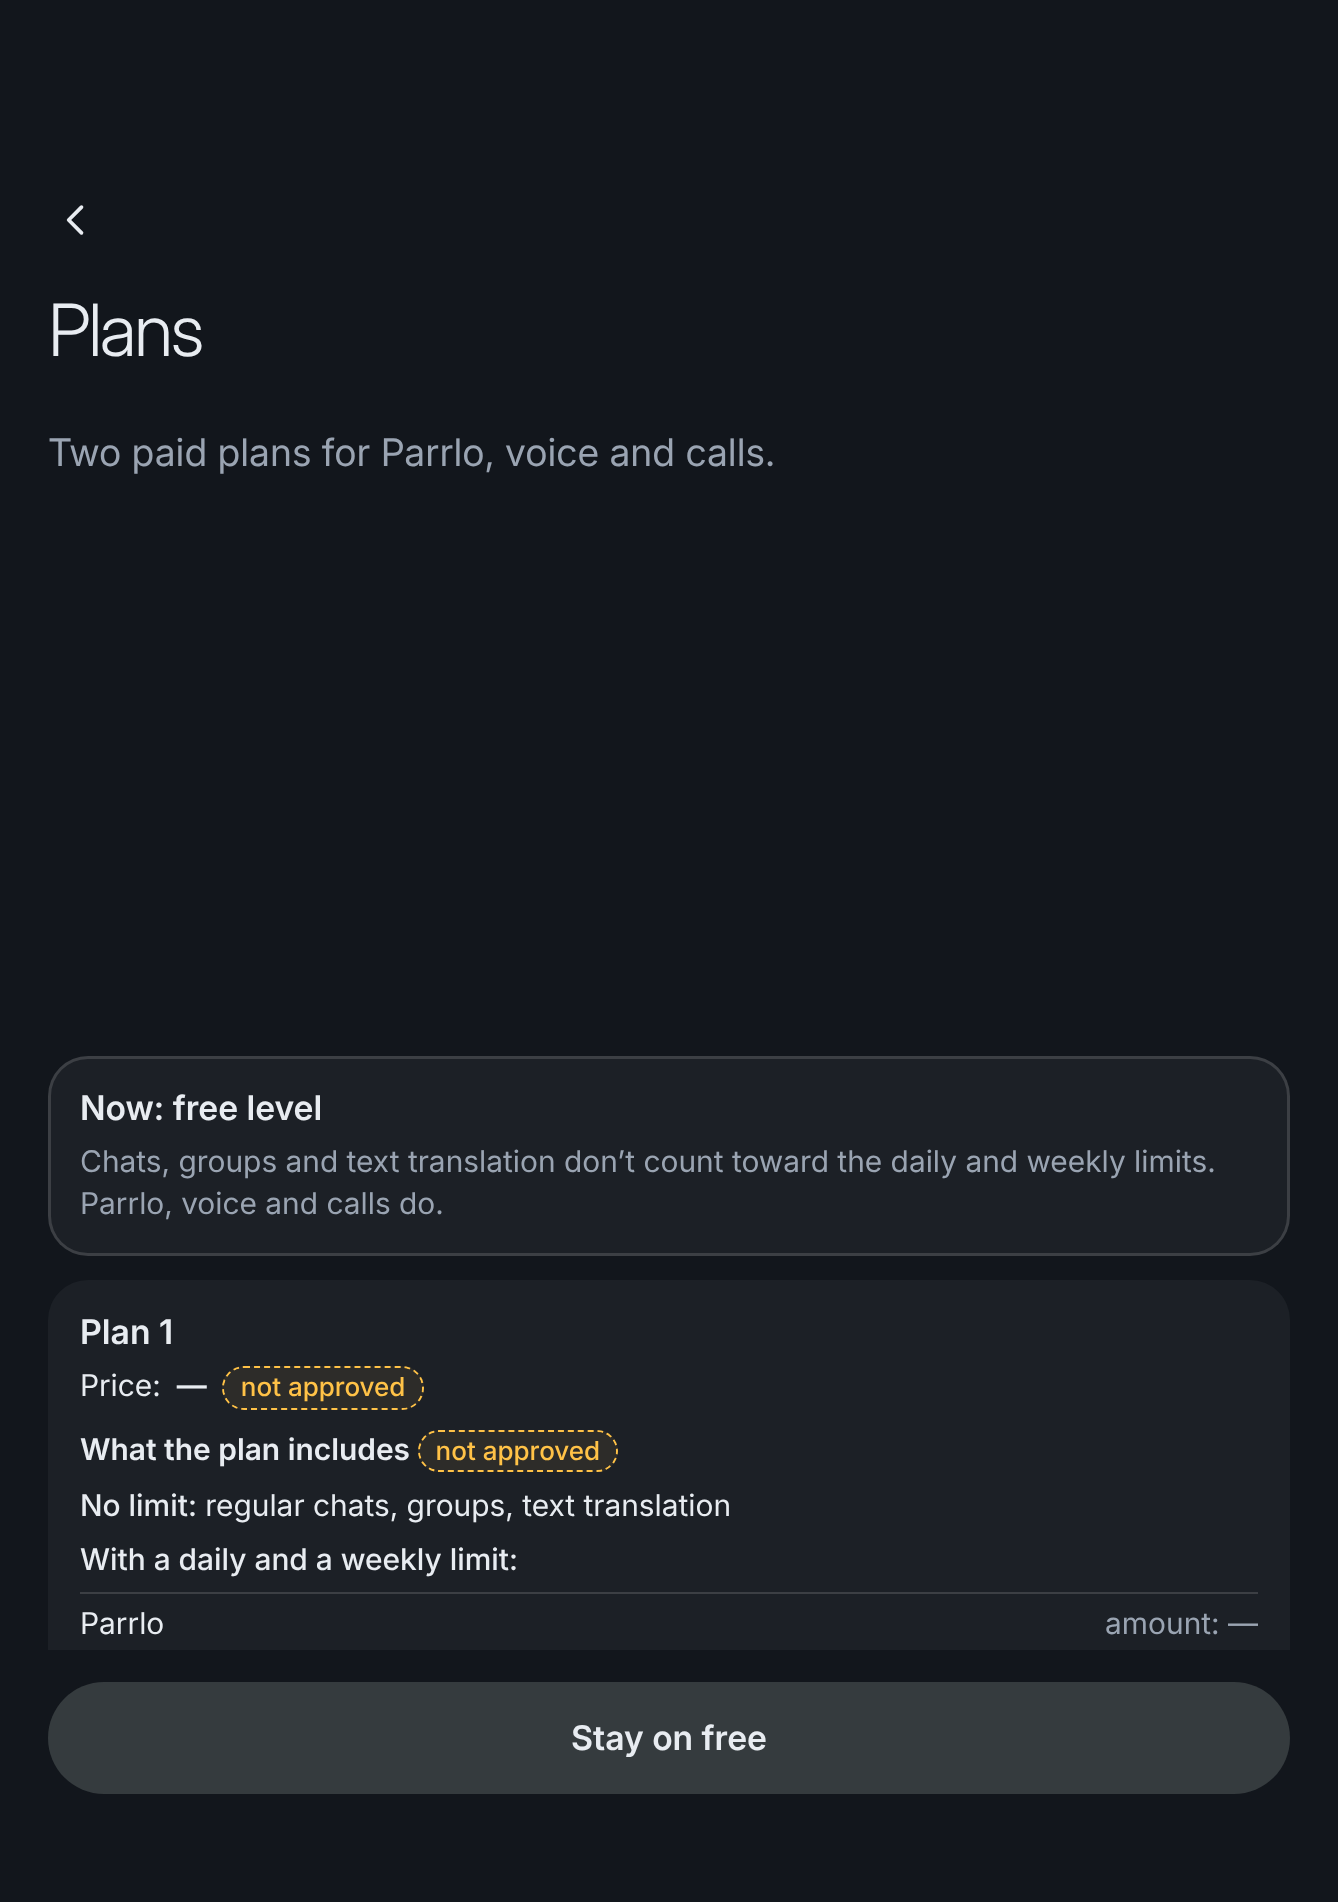 Plans
Two paid plans for Parrlo, voice and calls.
Now: free level
Chats, groups and text translation don’t count toward the daily and weekly limits.
Parrlo, voice and calls do.
Plan 1
Price: — not approved
What the plan includes not approved
No limit: regular chats, groups, text translation
With a daily and a weekly limit:
Parrlo amount: —
Stay on free